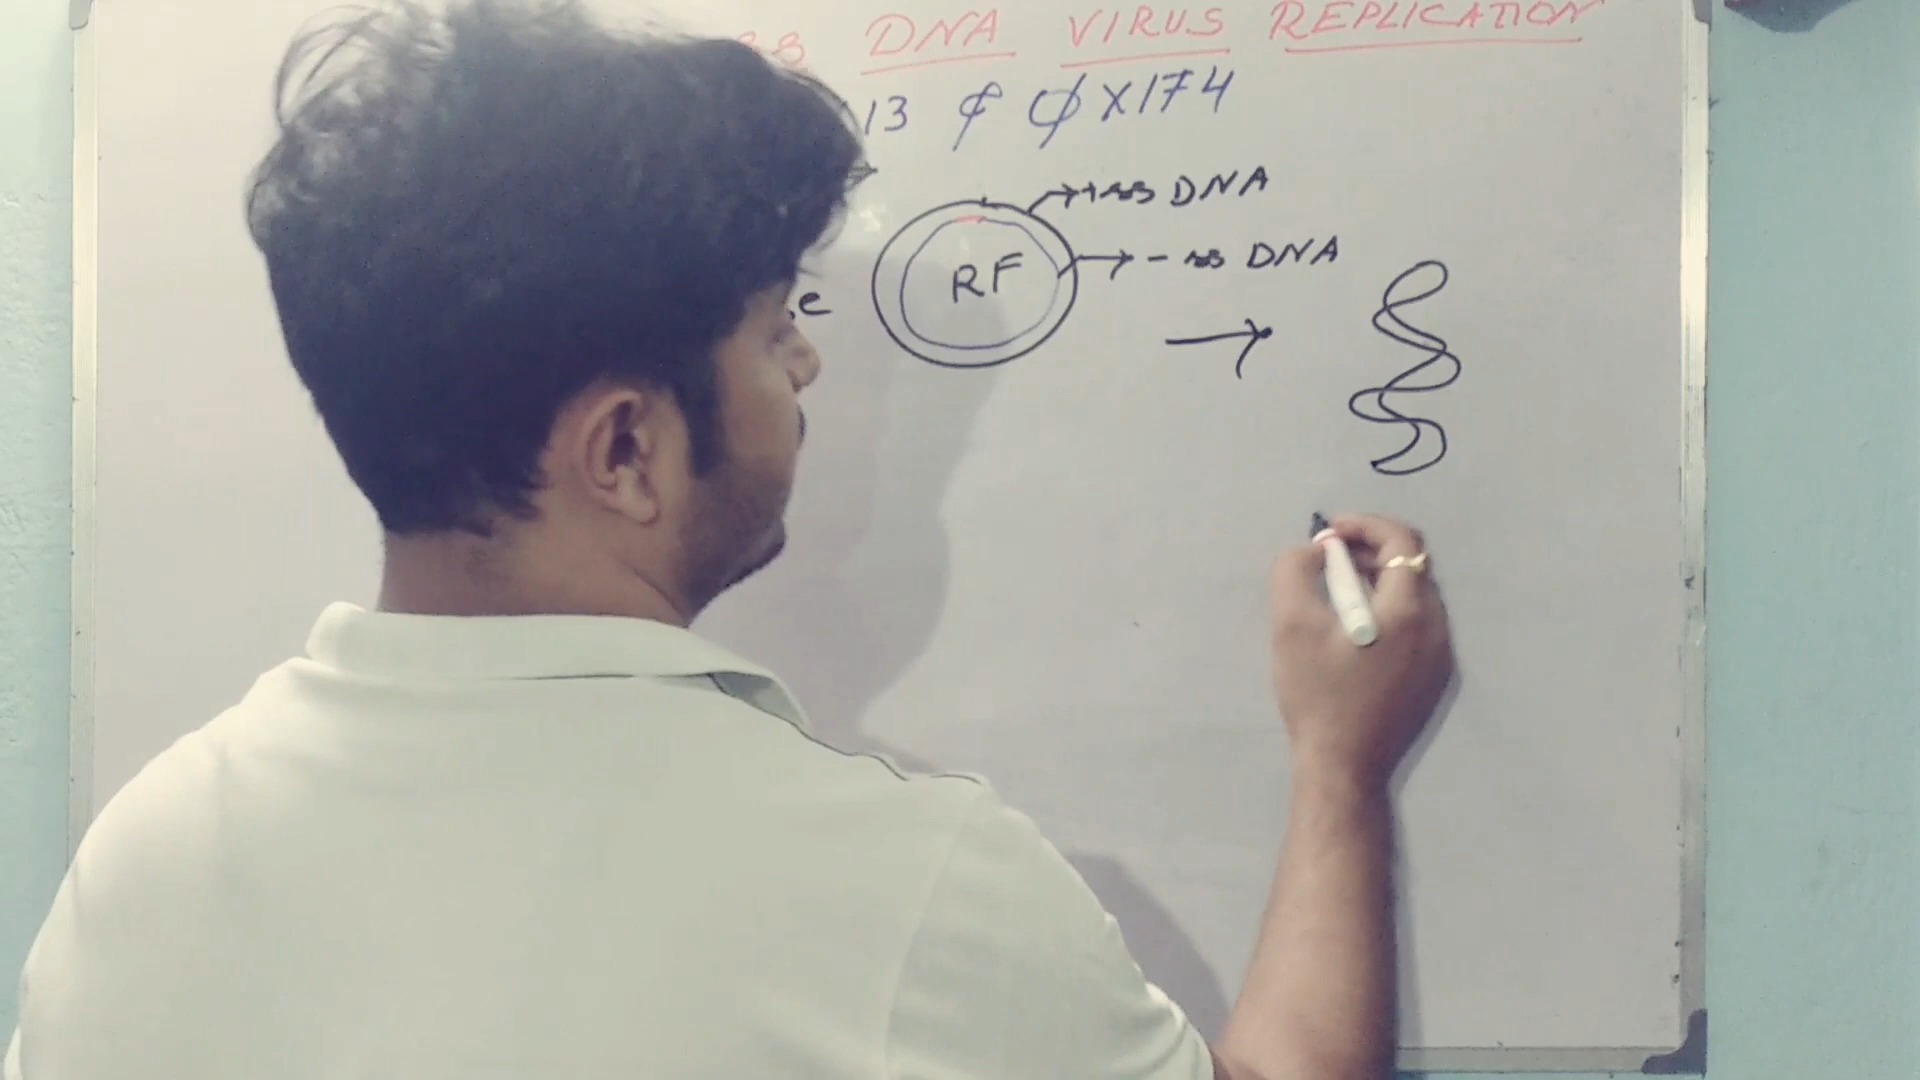 SS DNA VIRUS REPLICATION
13 & ΦX174
+ss DNA
RF
- ss DNA
e